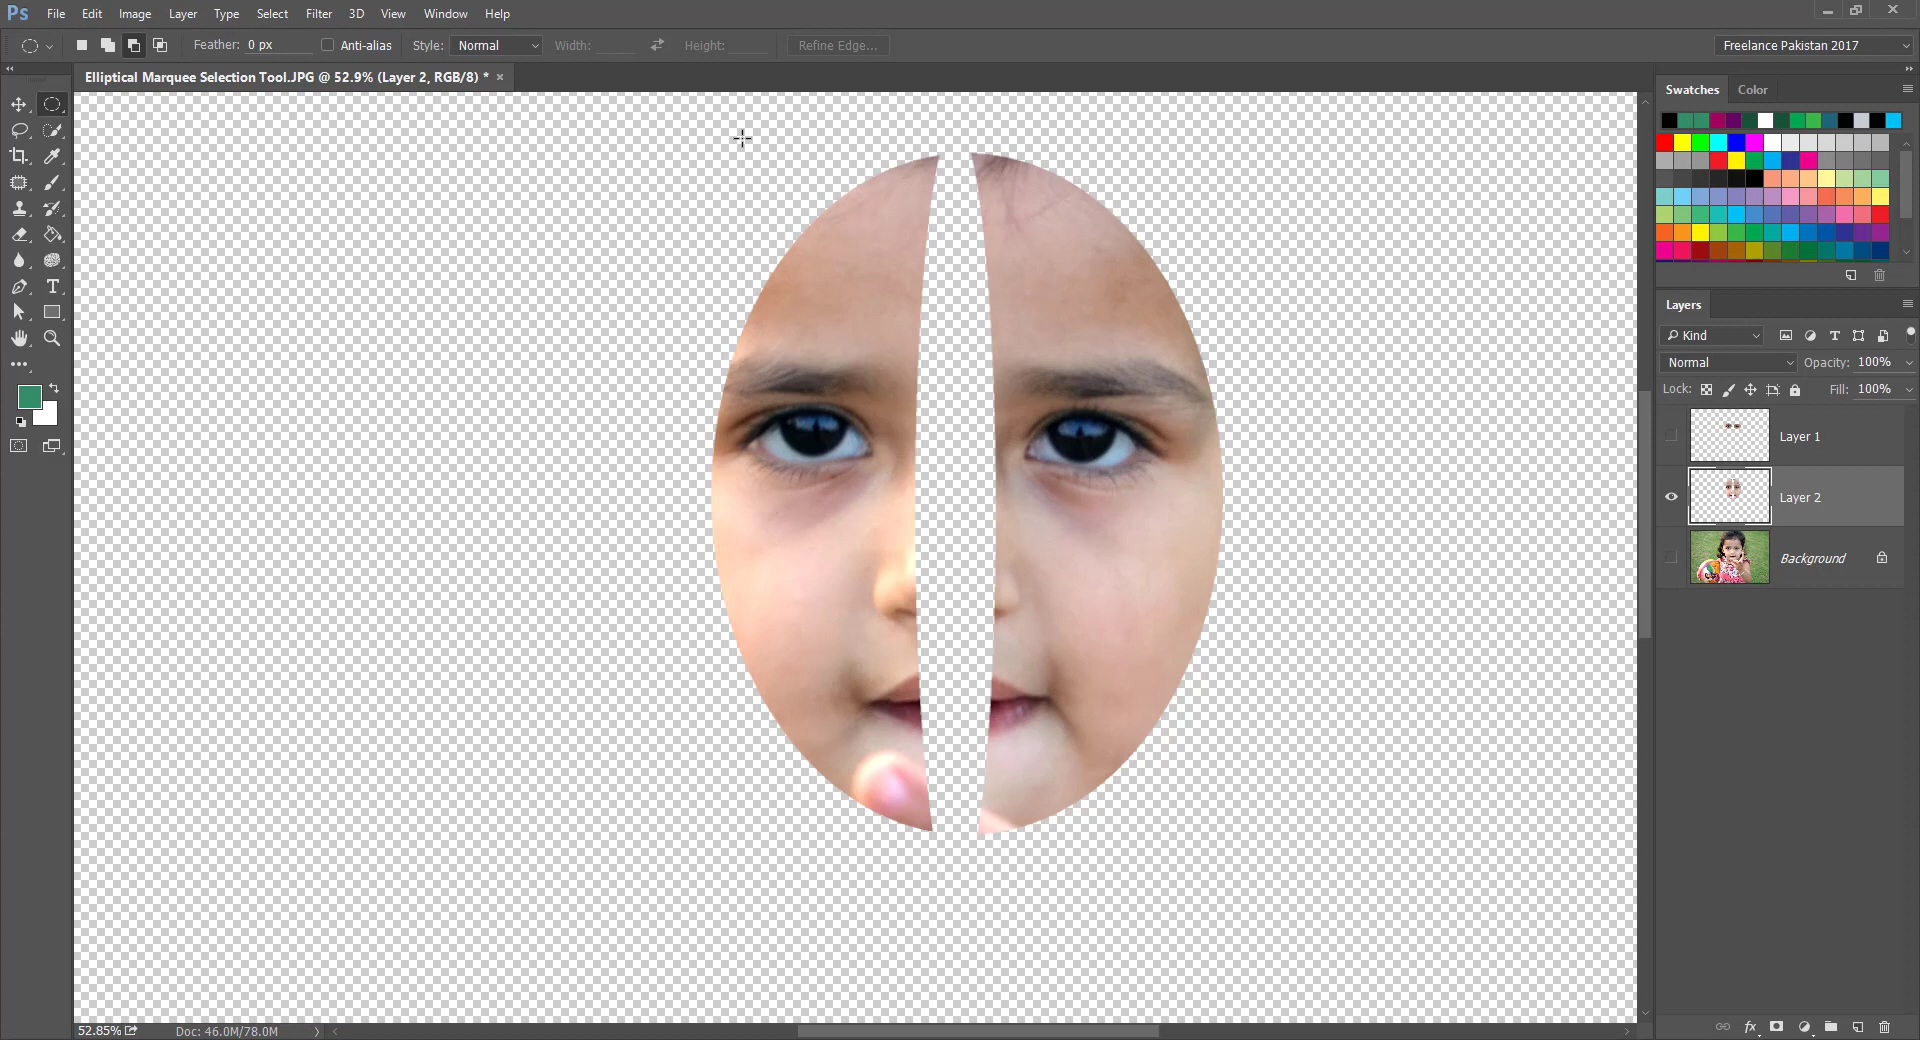 Ps File Edit Image Layer Type Select Filter 3D View Window Help
Feather: 0 px Anti-alias Style: Normal Width: Height: Refine Edge... Freelance Pakistan 2017
Elliptical Marquee Selection Tool.JPG @ 52.9% (Layer 2, RGB/8) * ×
Swatches Color
Layers
Kind
Normal Opacity: 100%
Lock: Fill: 100%
Layer 1
Layer 2
Background
52.85% Doc: 46.0M/78.0M
fx